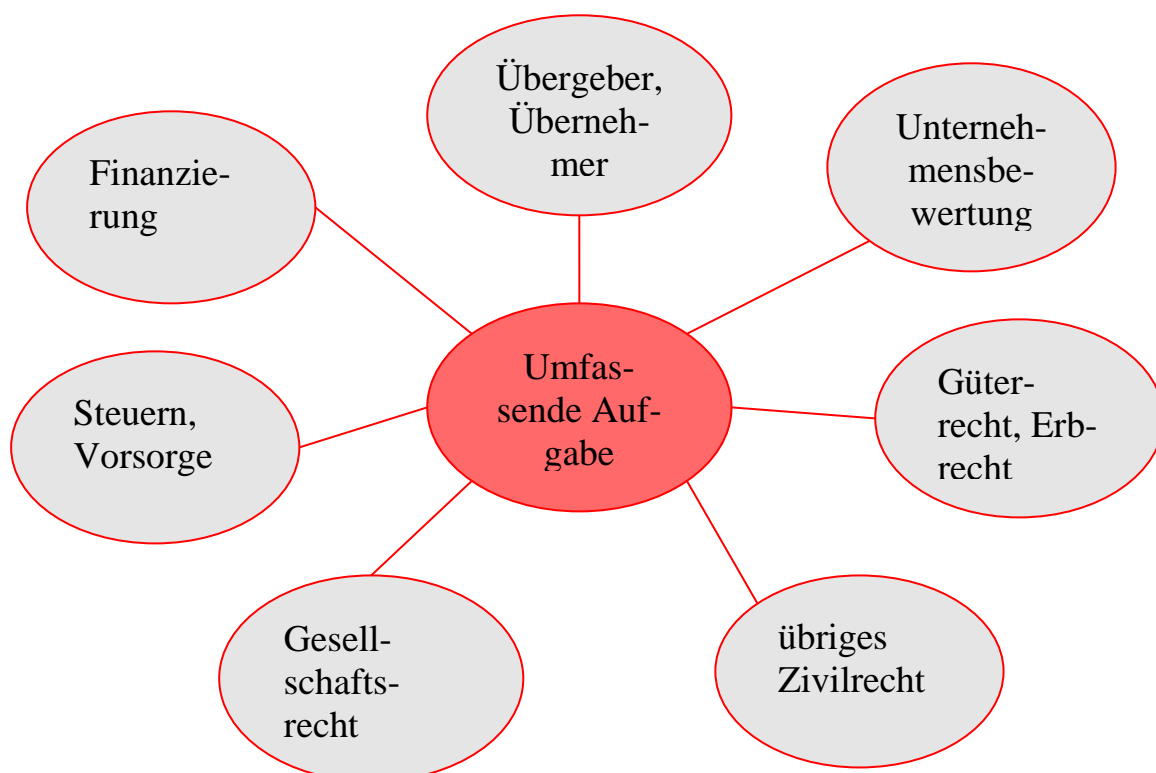 Übergeber,
Überneh-
mer
Unterneh-
mensbe-
wertung
Finanzie-
rung
Umfas-
sende Auf-
gabe
Güter-
recht, Erb-
recht
Steuern,
Vorsorge
Gesell-
schafts-
recht
übriges
Zivilrecht